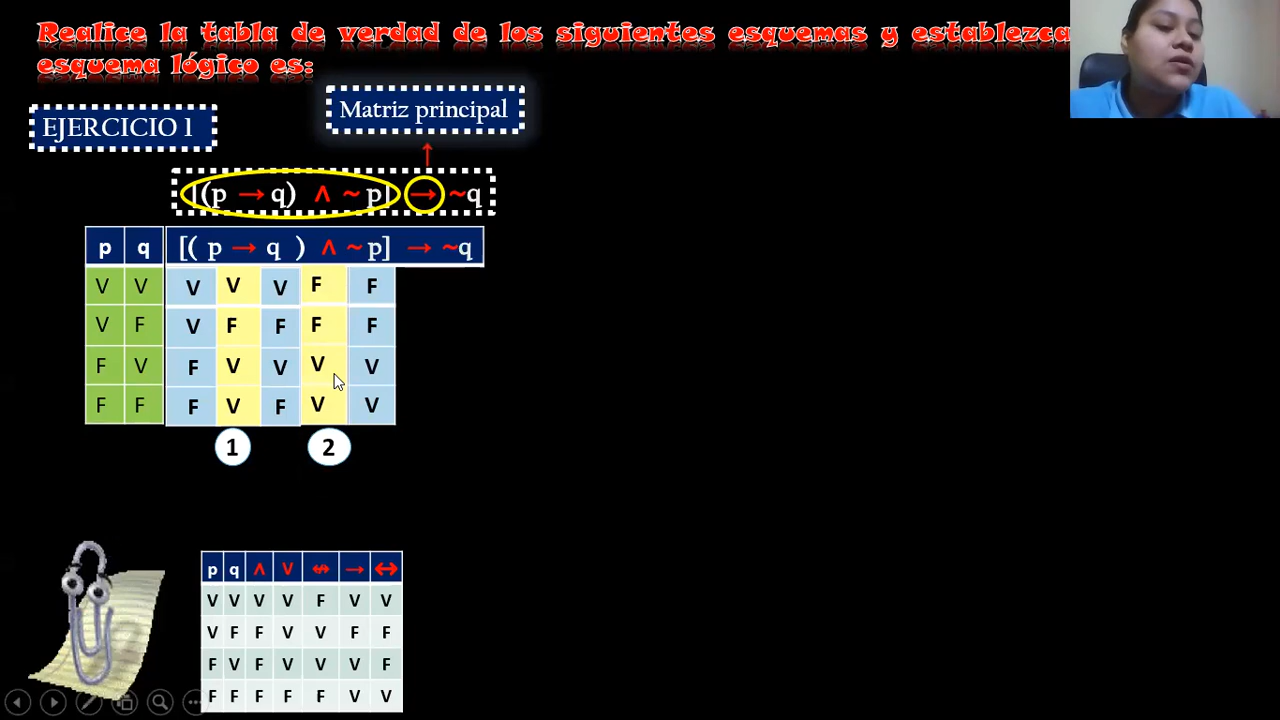 Realice la tabla de verdad de los siguientes esquemas y establezca
esquema lógico es:
Matriz principal
EJERCICIO 1
[(p → q) ∧ ~ p] → ~q
p q [( p → q ) ∧ ~ p] → ~q
V V V V V F F
V F V F F F F
F V F V V V V
F F F V F V V
1 2
p q ∧ ∨ ↮ → ↔
V V V V F V V
V F F V V F F
F V F V V V F
F F F F F V V